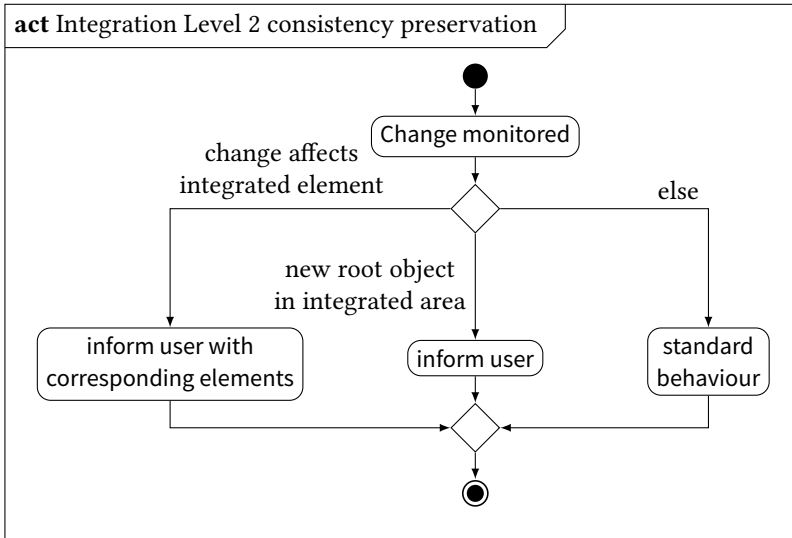 act Integration Level 2 consistency preservation
Change monitored
change affects
integrated element
else
new root object
in integrated area
inform user with
corresponding elements
inform user
standard
behaviour